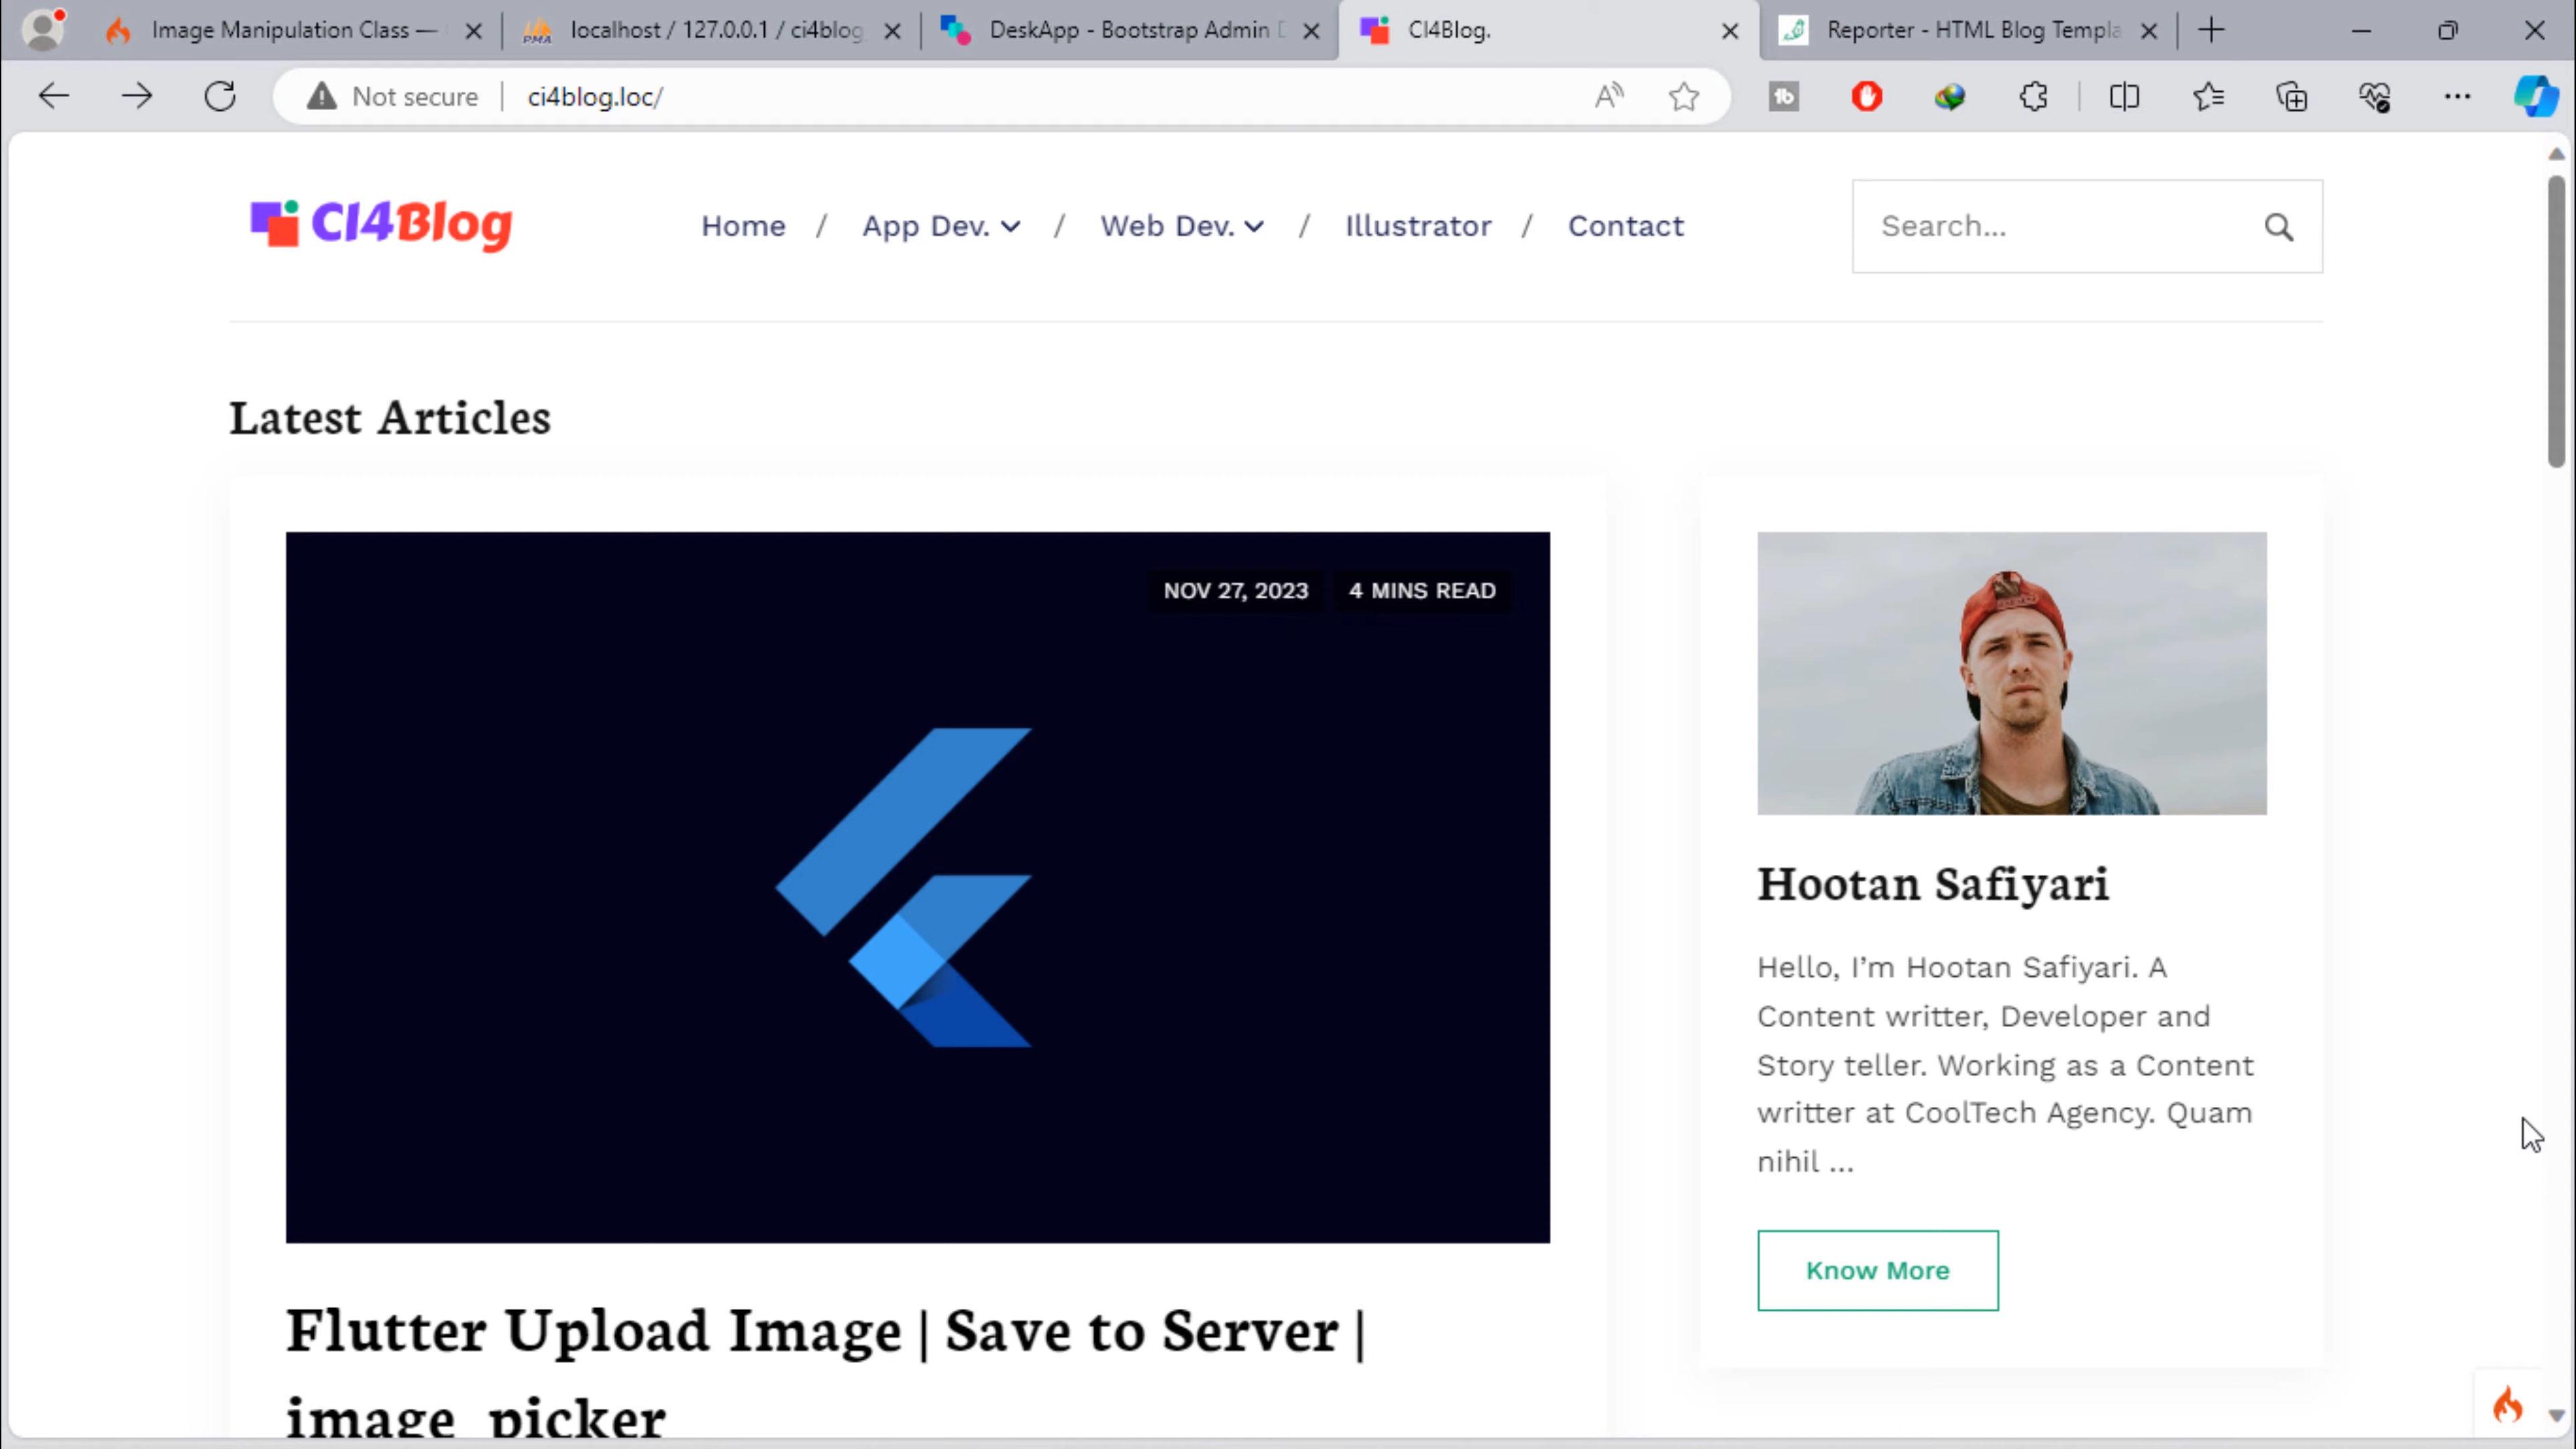 Image Manipulation Class —
localhost / 127.0.0.1 / ci4blog
DeskApp - Bootstrap Admin D
CI4Blog.
Reporter - HTML Blog Templa
Not secure
ci4blog.loc/
CI4Blog
Home / App Dev. / Web Dev. / Illustrator / Contact
Search...
Latest Articles
NOV 27, 2023
4 MINS READ
Flutter Upload Image | Save to Server |
image_picker
Hootan Safiyari
Hello, I’m Hootan Safiyari. A
Content writter, Developer and
Story teller. Working as a Content
writter at CoolTech Agency. Quam
nihil ...
Know More